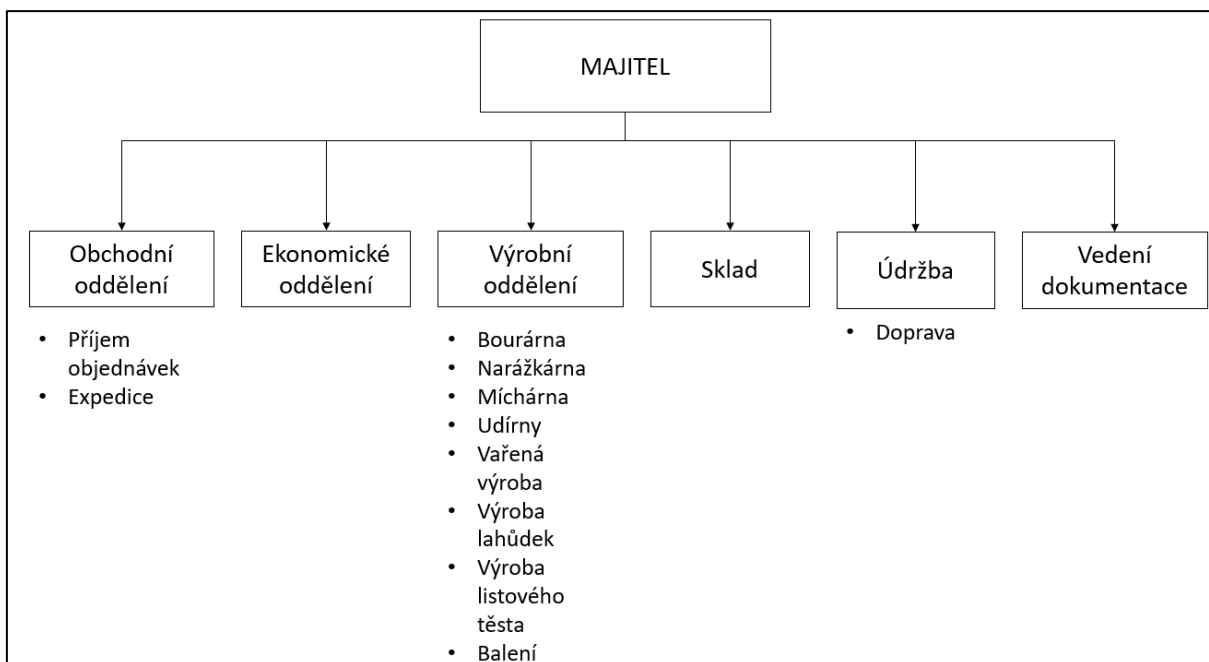 MAJITEL
Obchodní
oddělení
Ekonomické
oddělení
Výrobní
oddělení
Sklad
Údržba
Vedení
dokumentace
• Příjem
objednávek
• Expedice
• Bourárna
• Narážkárna
• Míchárna
• Udírny
• Vařená
výroba
• Výroba
lahůdek
• Výroba
listového
těsta
• Balení
• Doprava